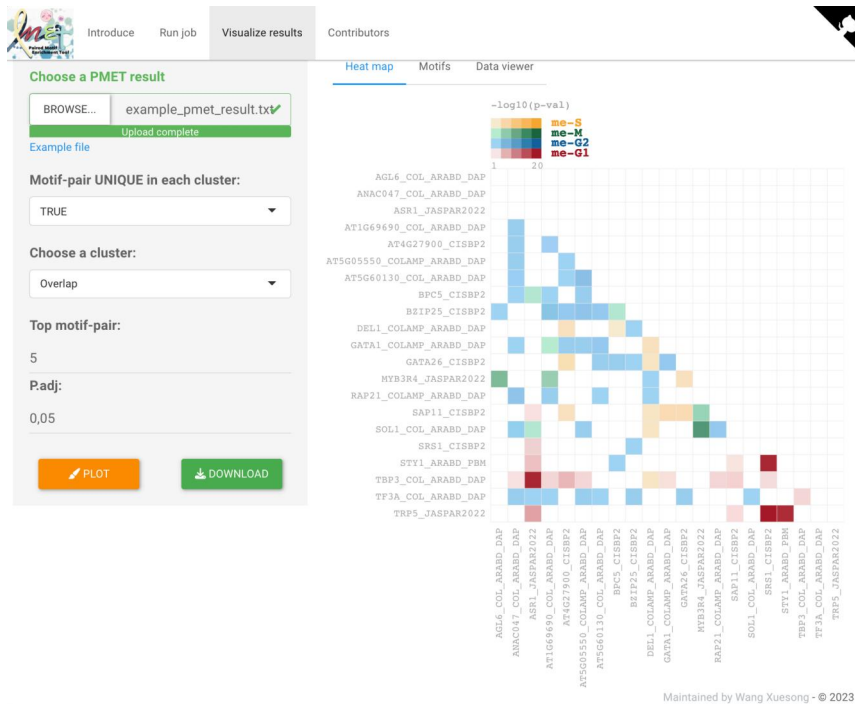 Paired Motif
Enrichment Tool
Introduce
Run job
Visualize results
Contributors
Choose a PMET result
BROWSE...
example_pmet_result.txt
Upload complete
Example file
Motif-pair UNIQUE in each cluster:
TRUE
Choose a cluster:
Overlap
Top motif-pair:
5
P.adj:
0,05
PLOT
DOWNLOAD
Heat map
Motifs
Data viewer
-log10(p-val)
me-S
me-M
me-G2
me-G1
1
20
AGL6_COL_ARABD_DAP
ANAC047_COL_ARABD_DAP
ASR1_JASPAR2022
AT1G69690_COL_ARABD_DAP
AT4G27900_CISBP2
AT5G05550_COLAMP_ARABD_DAP
AT5G60130_COL_ARABD_DAP
BPC5_CISBP2
BZIP25_CISBP2
DEL1_COLAMP_ARABD_DAP
GATA1_COLAMP_ARABD_DAP
GATA26_CISBP2
MYB3R4_JASPAR2022
RAP21_COLAMP_ARABD_DAP
SAP11_CISBP2
SOL1_COL_ARABD_DAP
SRS1_CISBP2
STY1_ARABD_PBM
TBP3_COL_ARABD_DAP
TF3A_COL_ARABD_DAP
TRP5_JASPAR2022
AGL6_COL_ARABD_DAP
ANAC047_COL_ARABD_DAP
ASR1_JASPAR2022
AT1G69690_COL_ARABD_DAP
AT4G27900_CISBP2
AT5G05550_COLAMP_ARABD_DAP
AT5G60130_COL_ARABD_DAP
BPC5_CISBP2
BZIP25_CISBP2
DEL1_COLAMP_ARABD_DAP
GATA1_COLAMP_ARABD_DAP
GATA26_CISBP2
MYB3R4_JASPAR2022
RAP21_COLAMP_ARABD_DAP
SAP11_CISBP2
SOL1_COL_ARABD_DAP
SRS1_CISBP2
STY1_ARABD_PBM
TBP3_COL_ARABD_DAP
TF3A_COL_ARABD_DAP
TRP5_JASPAR2022
Maintained by Wang Xuesong - © 2023